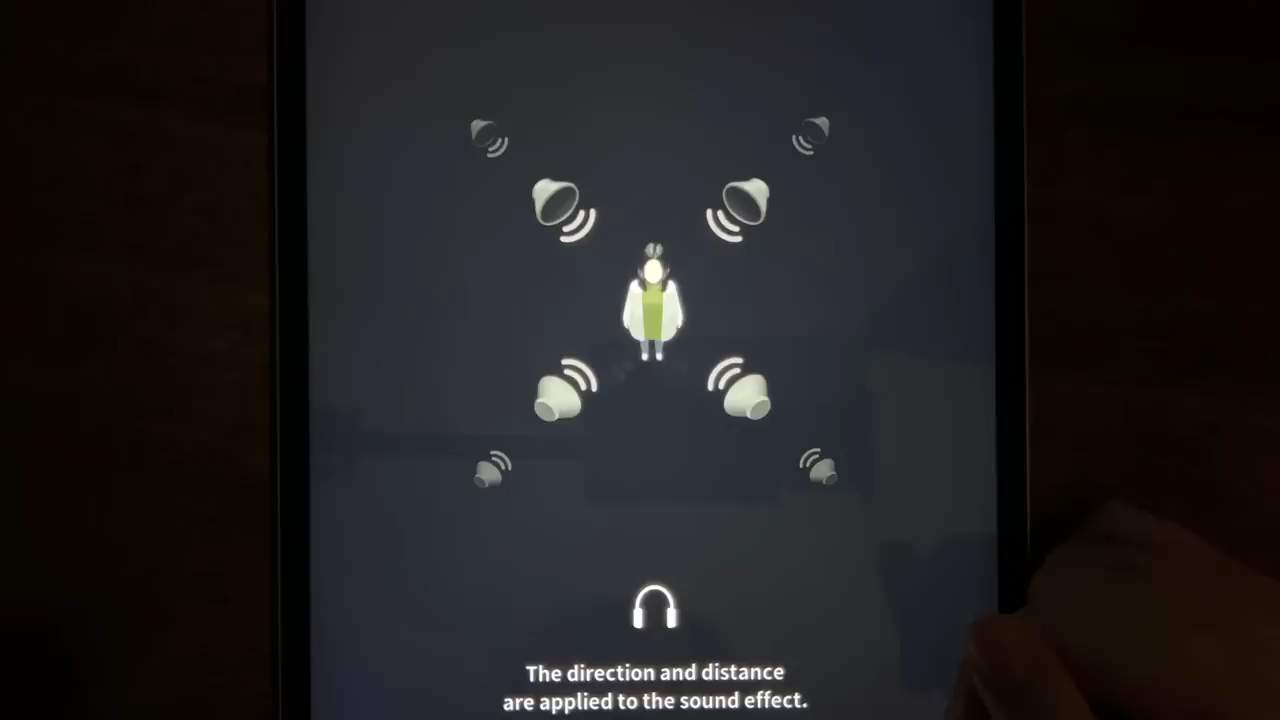 The direction and distance
are applied to the sound effect.